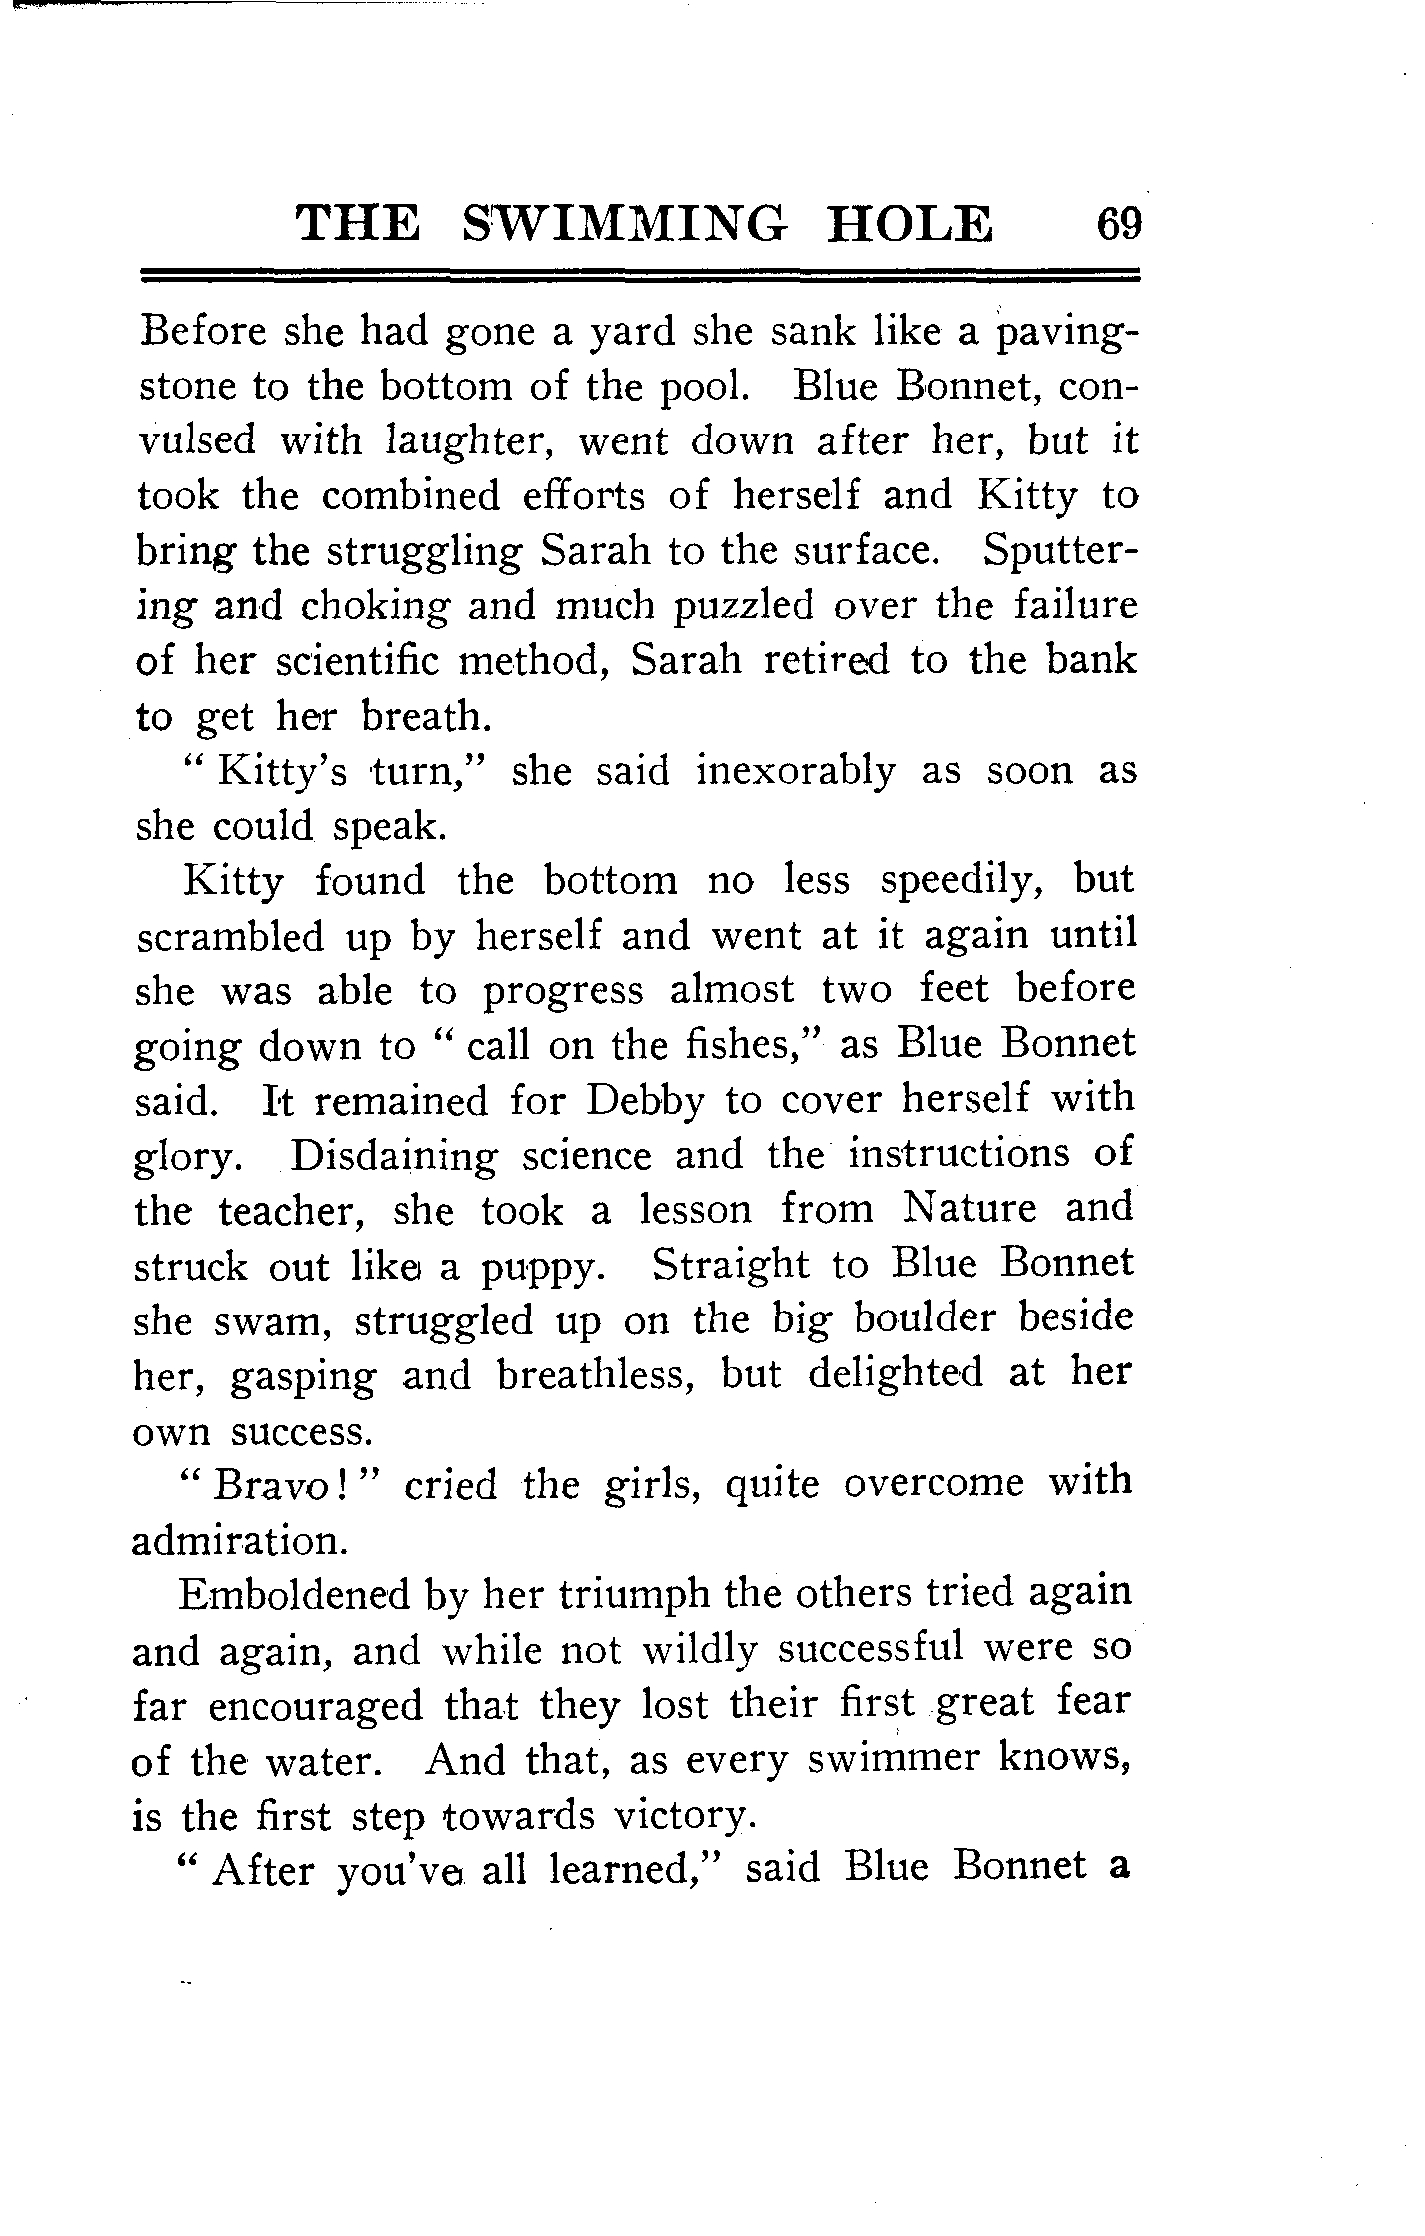 THE SWIMMING HOLE 69
Before she had gone a yard she sank like a paving-
stone to the bottom of the pool. Blue Bonnet, con-
vulsed with laughter, went down after her, but it
took the combined efforts of herself and Kitty to
bring the struggling Sarah to the surface. Sputter-
ing and choking and much puzzled over the failure
of her scientific method, Sarah retired to the bank
to get her breath.
“ Kitty’s turn,” she said inexorably as soon as
she could speak.
Kitty found the bottom no less speedily, but
scrambled up by herself and went at it again until
she was able to progress almost two feet before
going down to “ call on the fishes,” as Blue Bonnet
said. It remained for Debby to cover herself with
glory. Disdaining science and the instructions of
the teacher, she took a lesson from Nature and
struck out like a puppy. Straight to Blue Bonnet
she swam, struggled up on the big boulder beside
her, gasping and breathless, but delighted at her
own success.
“ Bravo! ” cried the girls, quite overcome with
admiration.
Emboldened by her triumph the others tried again
and again, and while not wildly successful were so
far encouraged that they lost their first great fear
of the water. And that, as every swimmer knows,
is the first step towards victory.
“ After you’ve all learned,” said Blue Bonnet a